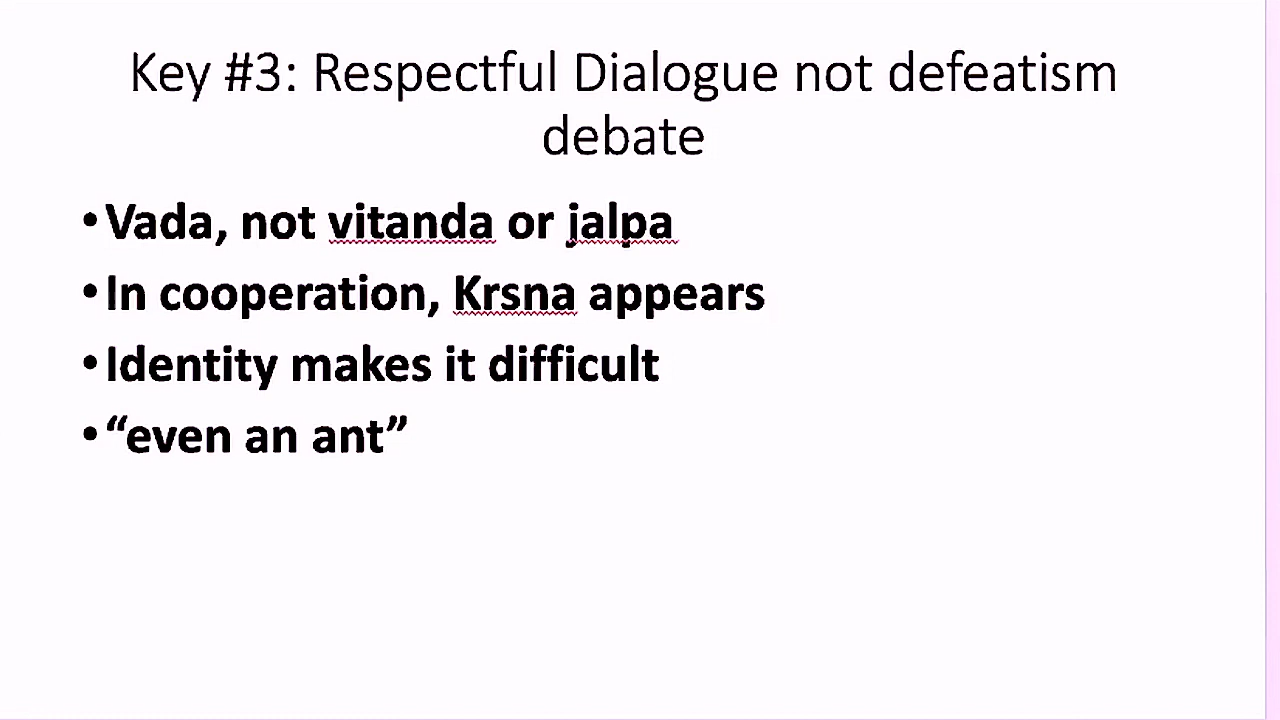 Key #3: Respectful Dialogue not defeatism
debate
•Vada, not vitanda or jalpa
•In cooperation, Krsna appears
•Identity makes it difficult
•“even an ant”